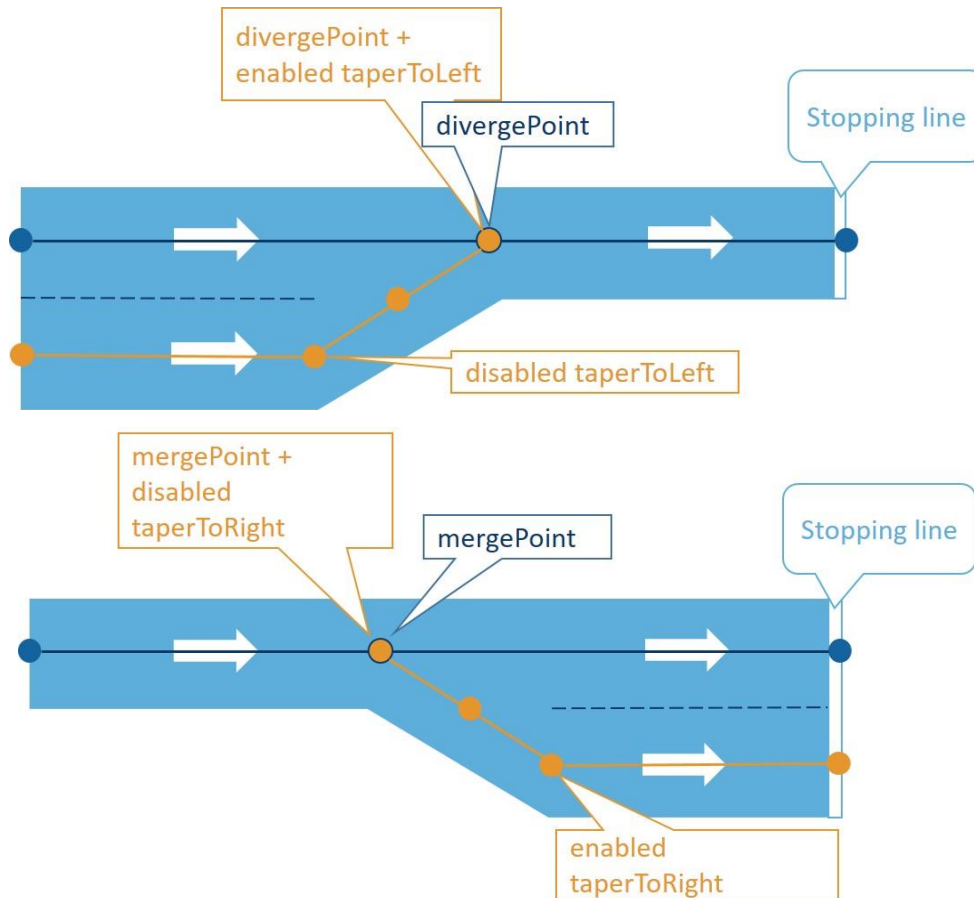 divergePoint +
enabled taperToLeft
divergePoint
Stopping line
disabled taperToLeft
mergePoint +
disabled
taperToRight
mergePoint
Stopping line
enabled
taperToRight